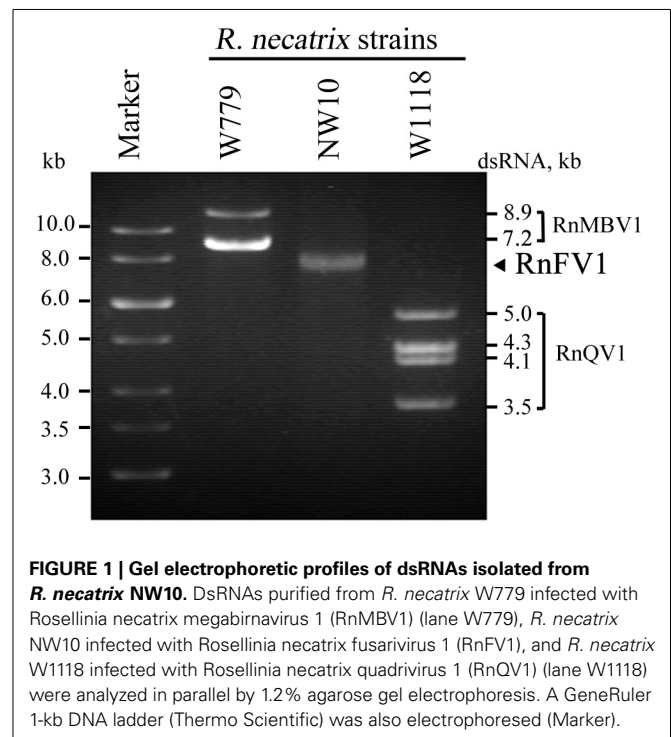 R. necatrix strains
Marker
W779
NW10
W1118
kb
dsRNA, kb
10.0
8.0
6.0
5.0
4.0
3.5
3.0
8.9
7.2
RnMBV1
RnFV1
5.0
4.3
4.1
3.5
RnQV1
FIGURE 1 | Gel electrophoretic profiles of dsRNAs isolated from
R. necatrix NW10. DsRNAs purified from R. necatrix W779 infected with
Rosellinia necatrix megabirnavirus 1 (RnMBV1) (lane W779), R. necatrix
NW10 infected with Rosellinia necatrix fusarivirus 1 (RnFV1), and R. necatrix
W1118 infected with Rosellinia necatrix quadrivirus 1 (RnQV1) (lane W1118)
were analyzed in parallel by 1.2% agarose gel electrophoresis. A GeneRuler
1-kb DNA ladder (Thermo Scientific) was also electrophoresed (Marker).